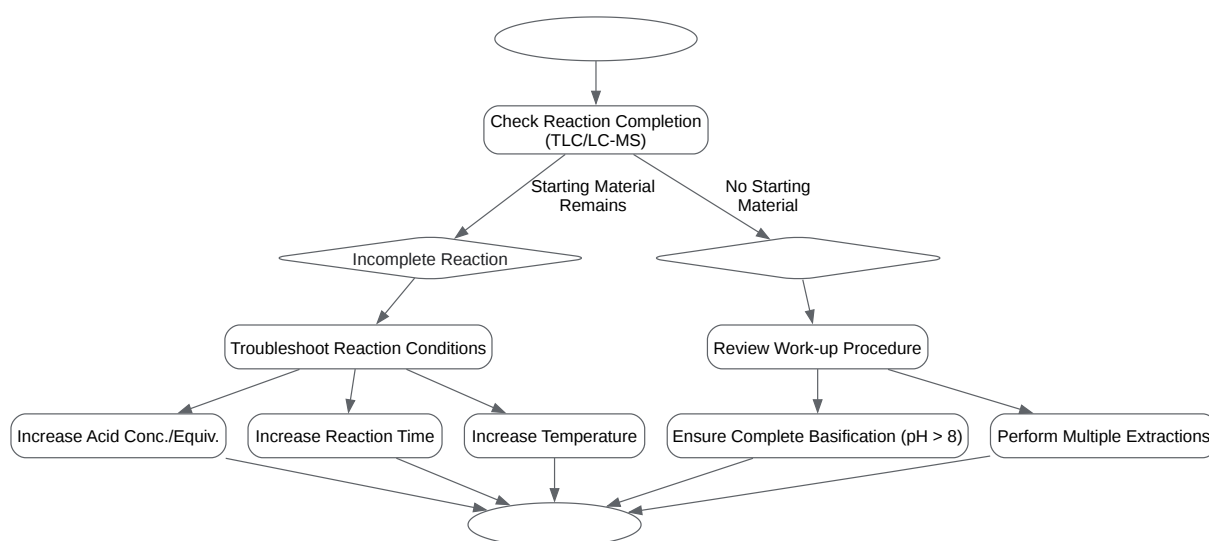 Check Reaction Completion
(TLC/LC-MS)
Starting Material
Remains
No Starting
Material
Incomplete Reaction
Troubleshoot Reaction Conditions
Review Work-up Procedure
Increase Acid Conc./Equiv.
Increase Reaction Time
Increase Temperature
Ensure Complete Basification (pH > 8)
Perform Multiple Extractions